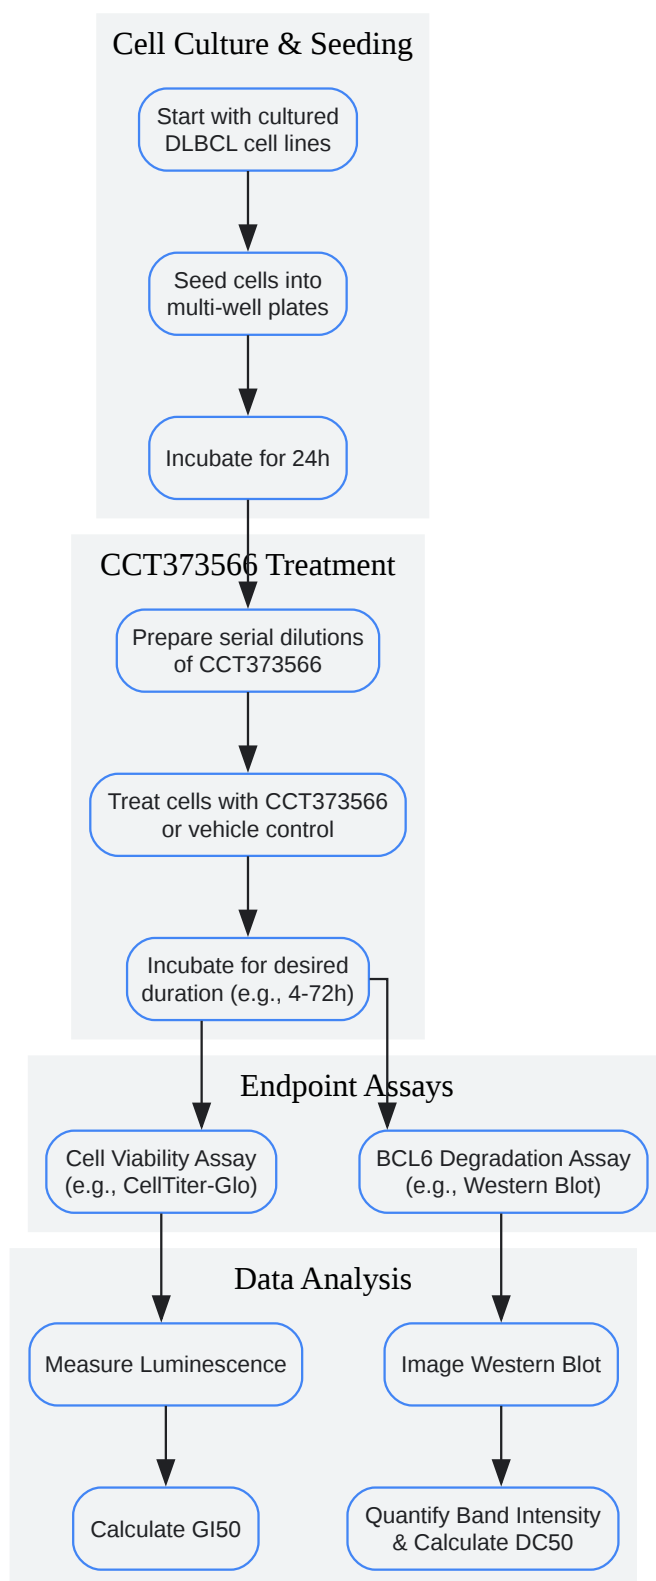 Cell Culture & Seeding
Start with cultured
DLBCL cell lines
Seed cells into
multi-well plates
Incubate for 24h
CCT373566 Treatment
Prepare serial dilutions
of CCT373566
Treat cells with CCT373566
or vehicle control
Incubate for desired
duration (e.g., 4-72h)
Endpoint Assays
Cell Viability Assay
(e.g., CellTiter-Glo)
BCL6 Degradation Assay
(e.g., Western Blot)
Data Analysis
Measure Luminescence
Image Western Blot
Calculate GI50
Quantify Band Intensity
& Calculate DC50